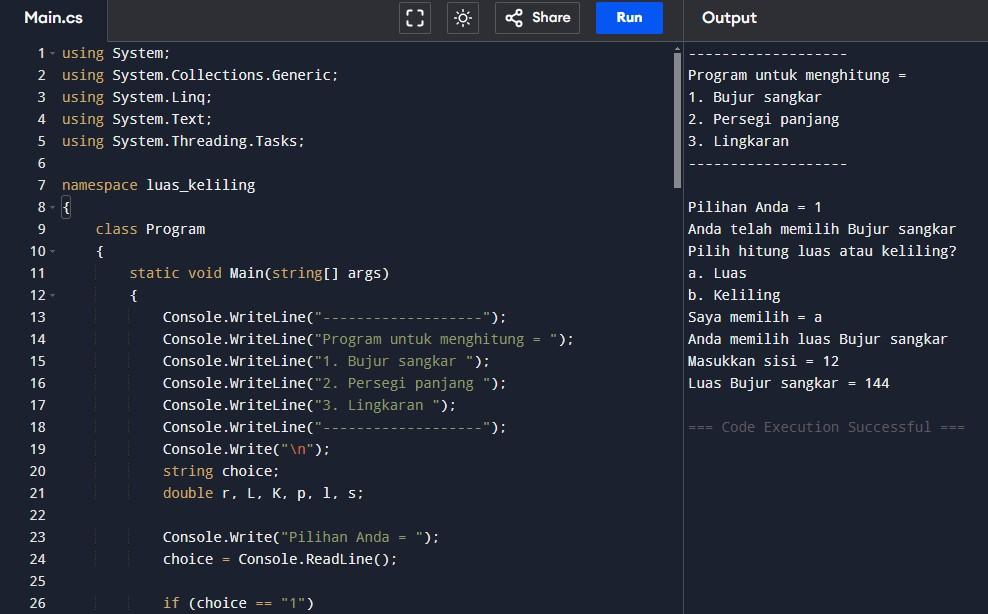 Main.cs
Share
Run
Output
1 using System;
2 using System.Collections.Generic;
3 using System.Linq;
4 using System.Text;
5 using System.Threading.Tasks;
6
7 namespace luas_keliling
8 {
9     class Program
10     {
11         static void Main(string[] args)
12         {
13             Console.WriteLine("-------------------");
14             Console.WriteLine("Program untuk menghitung = ");
15             Console.WriteLine("1. Bujur sangkar ");
16             Console.WriteLine("2. Persegi panjang ");
17             Console.WriteLine("3. Lingkaran ");
18             Console.WriteLine("-------------------");
19             Console.Write("\n");
20             string choice;
21             double r, L, K, p, l, s;
22
23             Console.Write("Pilihan Anda = ");
24             choice = Console.ReadLine();
25
26             if (choice == "1")
-------------------
Program untuk menghitung =
1. Bujur sangkar
2. Persegi panjang
3. Lingkaran
-------------------
Pilihan Anda = 1
Anda telah memilih Bujur sangkar
Pilih hitung luas atau keliling?
a. Luas
b. Keliling
Saya memilih = a
Anda memilih luas Bujur sangkar
Masukkan sisi = 12
Luas Bujur sangkar = 144
=== Code Execution Successful ===